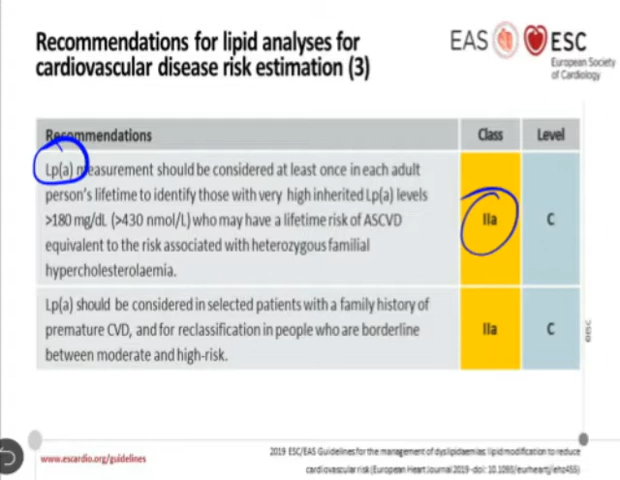 Recommendations for lipid analyses for
cardiovascular disease risk estimation (3)
EAS
ESC
European Society
of Cardiology
Recommendations
Class
Level
Lp(a) measurement should be considered at least once in each adult
person's lifetime to identify those with very high inherited Lp(a) levels
>180 mg/dL (>430 nmol/L) who may have a lifetime risk of ASCVD
equivalent to the risk associated with heterozygous familial
hypercholesterolaemia.
IIa
C
Lp(a) should be considered in selected patients with a family history of
premature CVD, and for reclassification in people who are borderline
between moderate and high-risk.
IIa
C
©ESC
www.escardio.org/guidelines
2019 ESC/EAS Guidelines for the management of dyslipidaemias: lipid modification to reduce
cardiovascular risk (European Heart Journal 2019 -doi: 10.1093/eurheartj/ehz455)